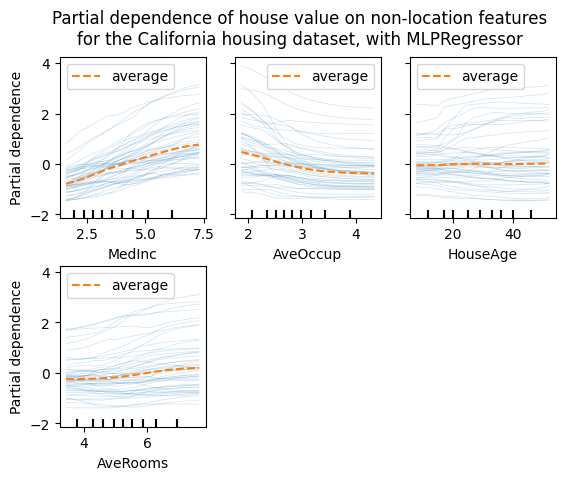 Partial dependence of house value on non-location features
for the California housing dataset, with MLPRegressor
Partial dependence
4
2
0
−2
average
2.5
5.0
7.5
MedInc
average
2
3
4
AveOccup
average
20
40
HouseAge
Partial dependence
4
2
0
−2
average
4
6
AveRooms